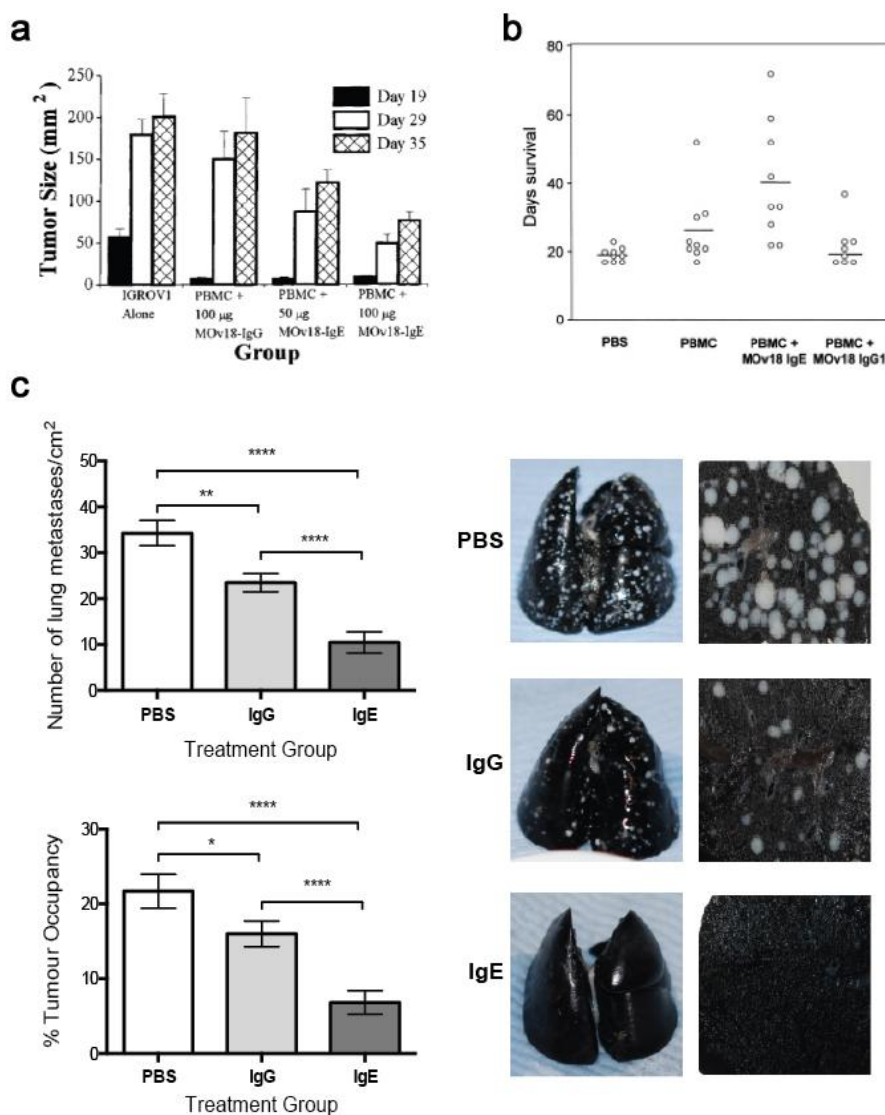 a
Tumor Size (mm²)
250
200
150
100
50
0
Day 19
Day 29
Day 35
IGROV1
Alone
PBMC +
100 µg
MOv18-IgG
PBMC +
50 µg
MOv18-IgE
PBMC +
100 µg
MOv18-IgE
Group
b
Days survival
80
60
40
20
0
PBS
PBMC
PBMC +
MOv18 IgE
PBMC +
MOv18 IgG1
c
Number of lung metastases/cm²
50
40
30
20
10
0
****
**
****
PBS
IgG
IgE
Treatment Group
% Tumour Occupancy
30
20
10
0
****
*
****
PBS
IgG
IgE
Treatment Group
PBS
IgG
IgE